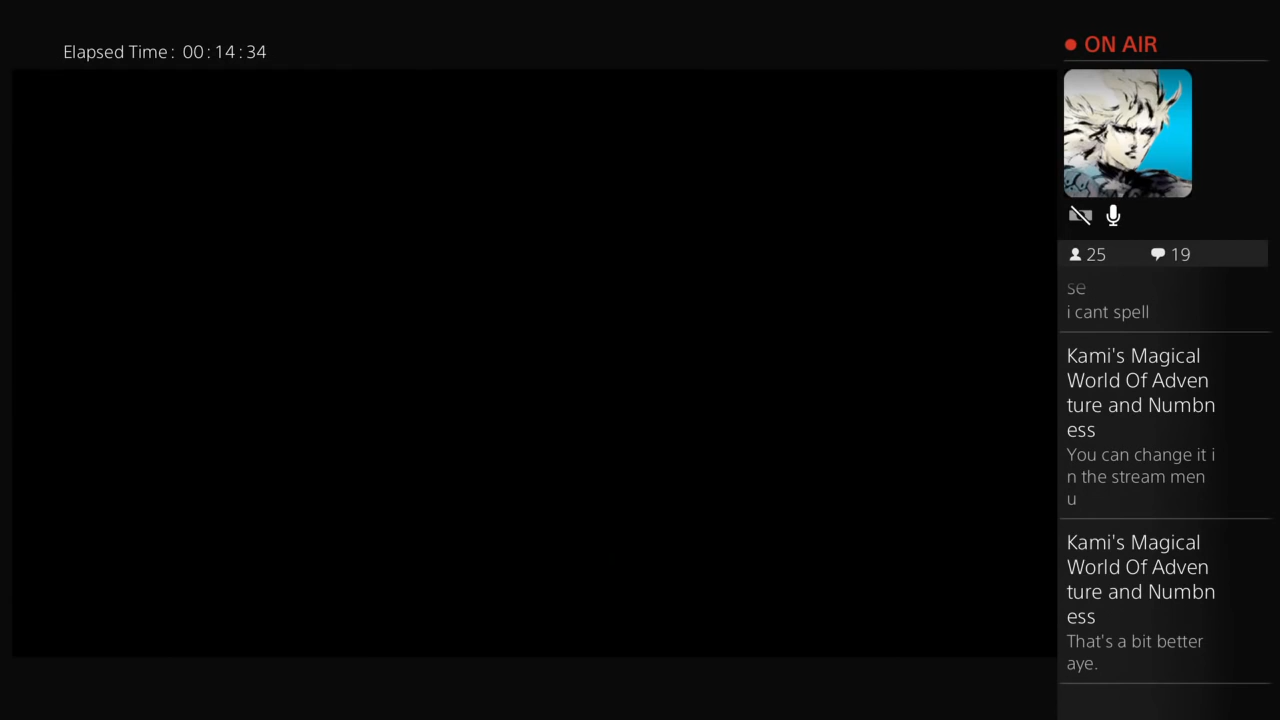 Elapsed Time: 00:14:34
ON AIR
25 19
se
i cant spell
Kami's Magical
World Of Adven
ture and Numbn
ess
You can change it i
n the stream men
u
Kami's Magical
World Of Adven
ture and Numbn
ess
That's a bit better
aye.